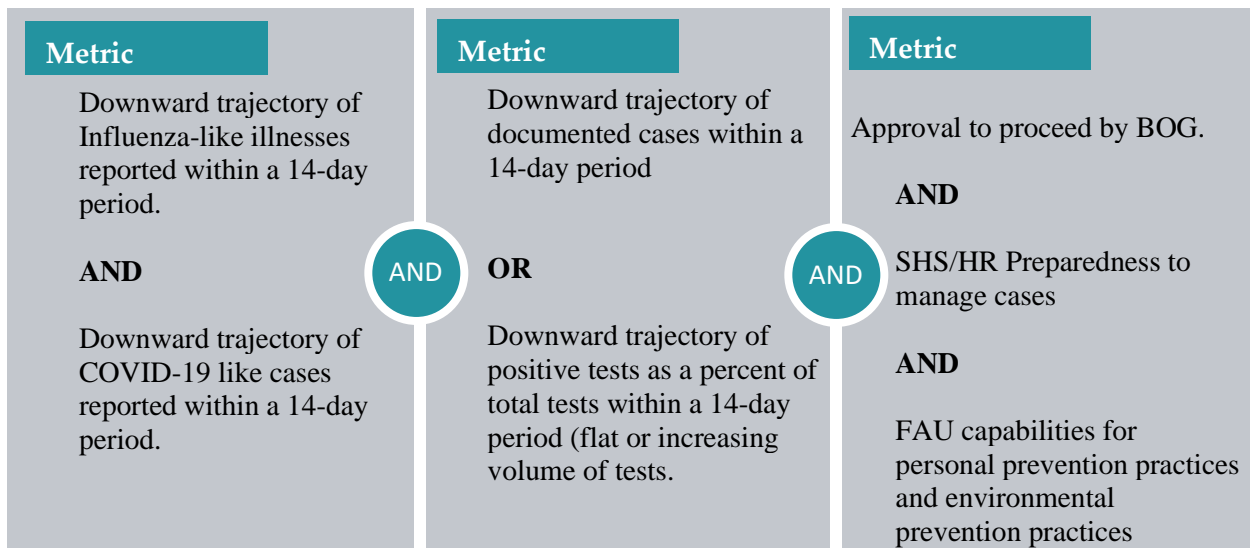 Metric
Downward trajectory of
Influenza-like illnesses
reported within a 14-day
period.
AND
Downward trajectory of
COVID-19 like cases
reported within a 14-day
period.
AND
Metric
Downward trajectory of
documented cases within a
14-day period
OR
Downward trajectory of
positive tests as a percent of
total tests within a 14-day
period (flat or increasing
volume of tests.
AND
Metric
Approval to proceed by BOG.
AND
SHS/HR Preparedness to
manage cases
AND
FAU capabilities for
personal prevention practices
and environmental
prevention practices